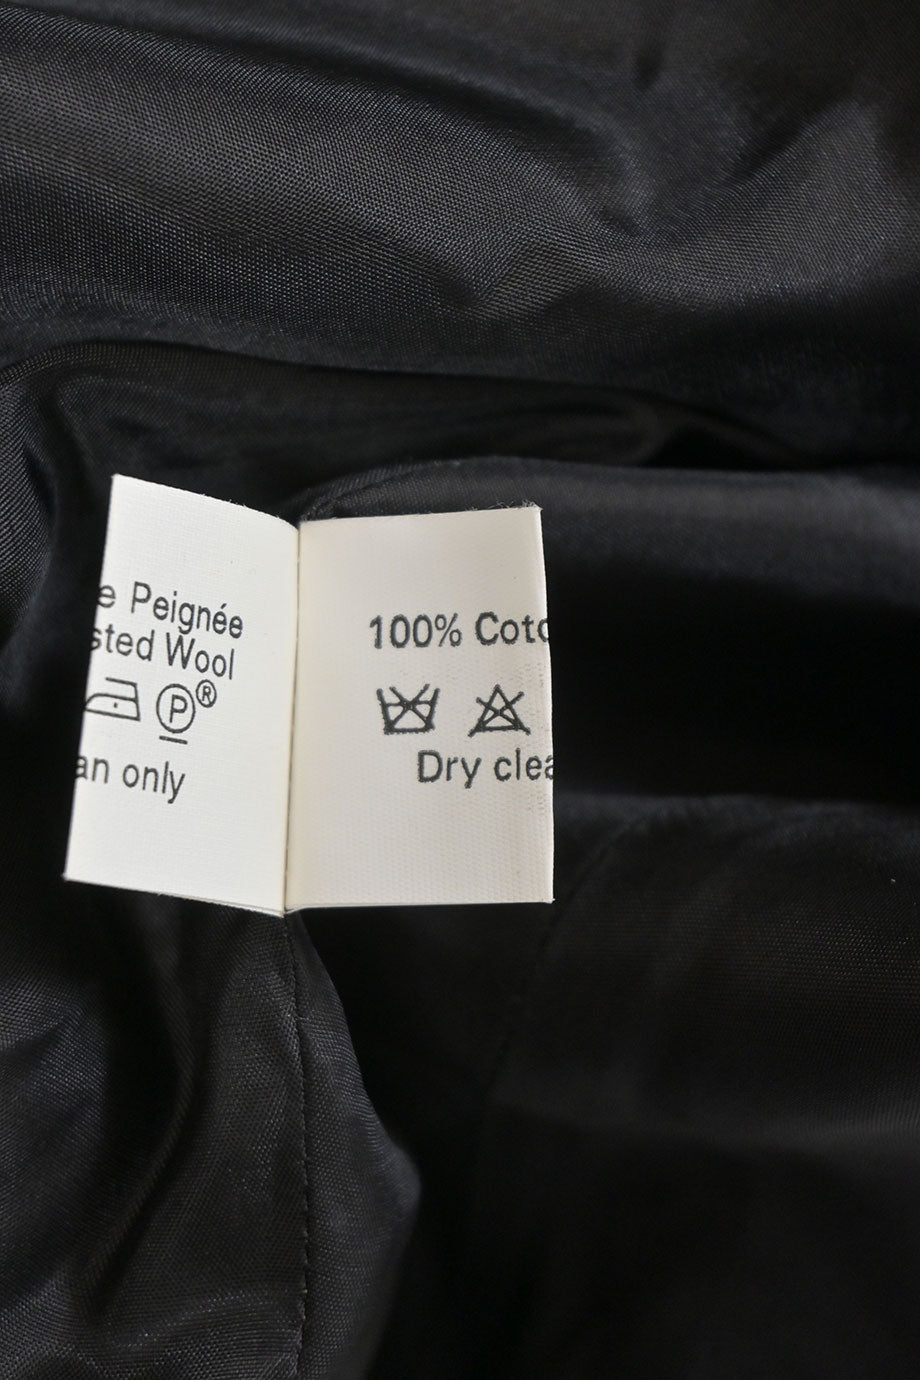 e Peignée
sted Wool
P®
an only
100% Coto
Dry clea